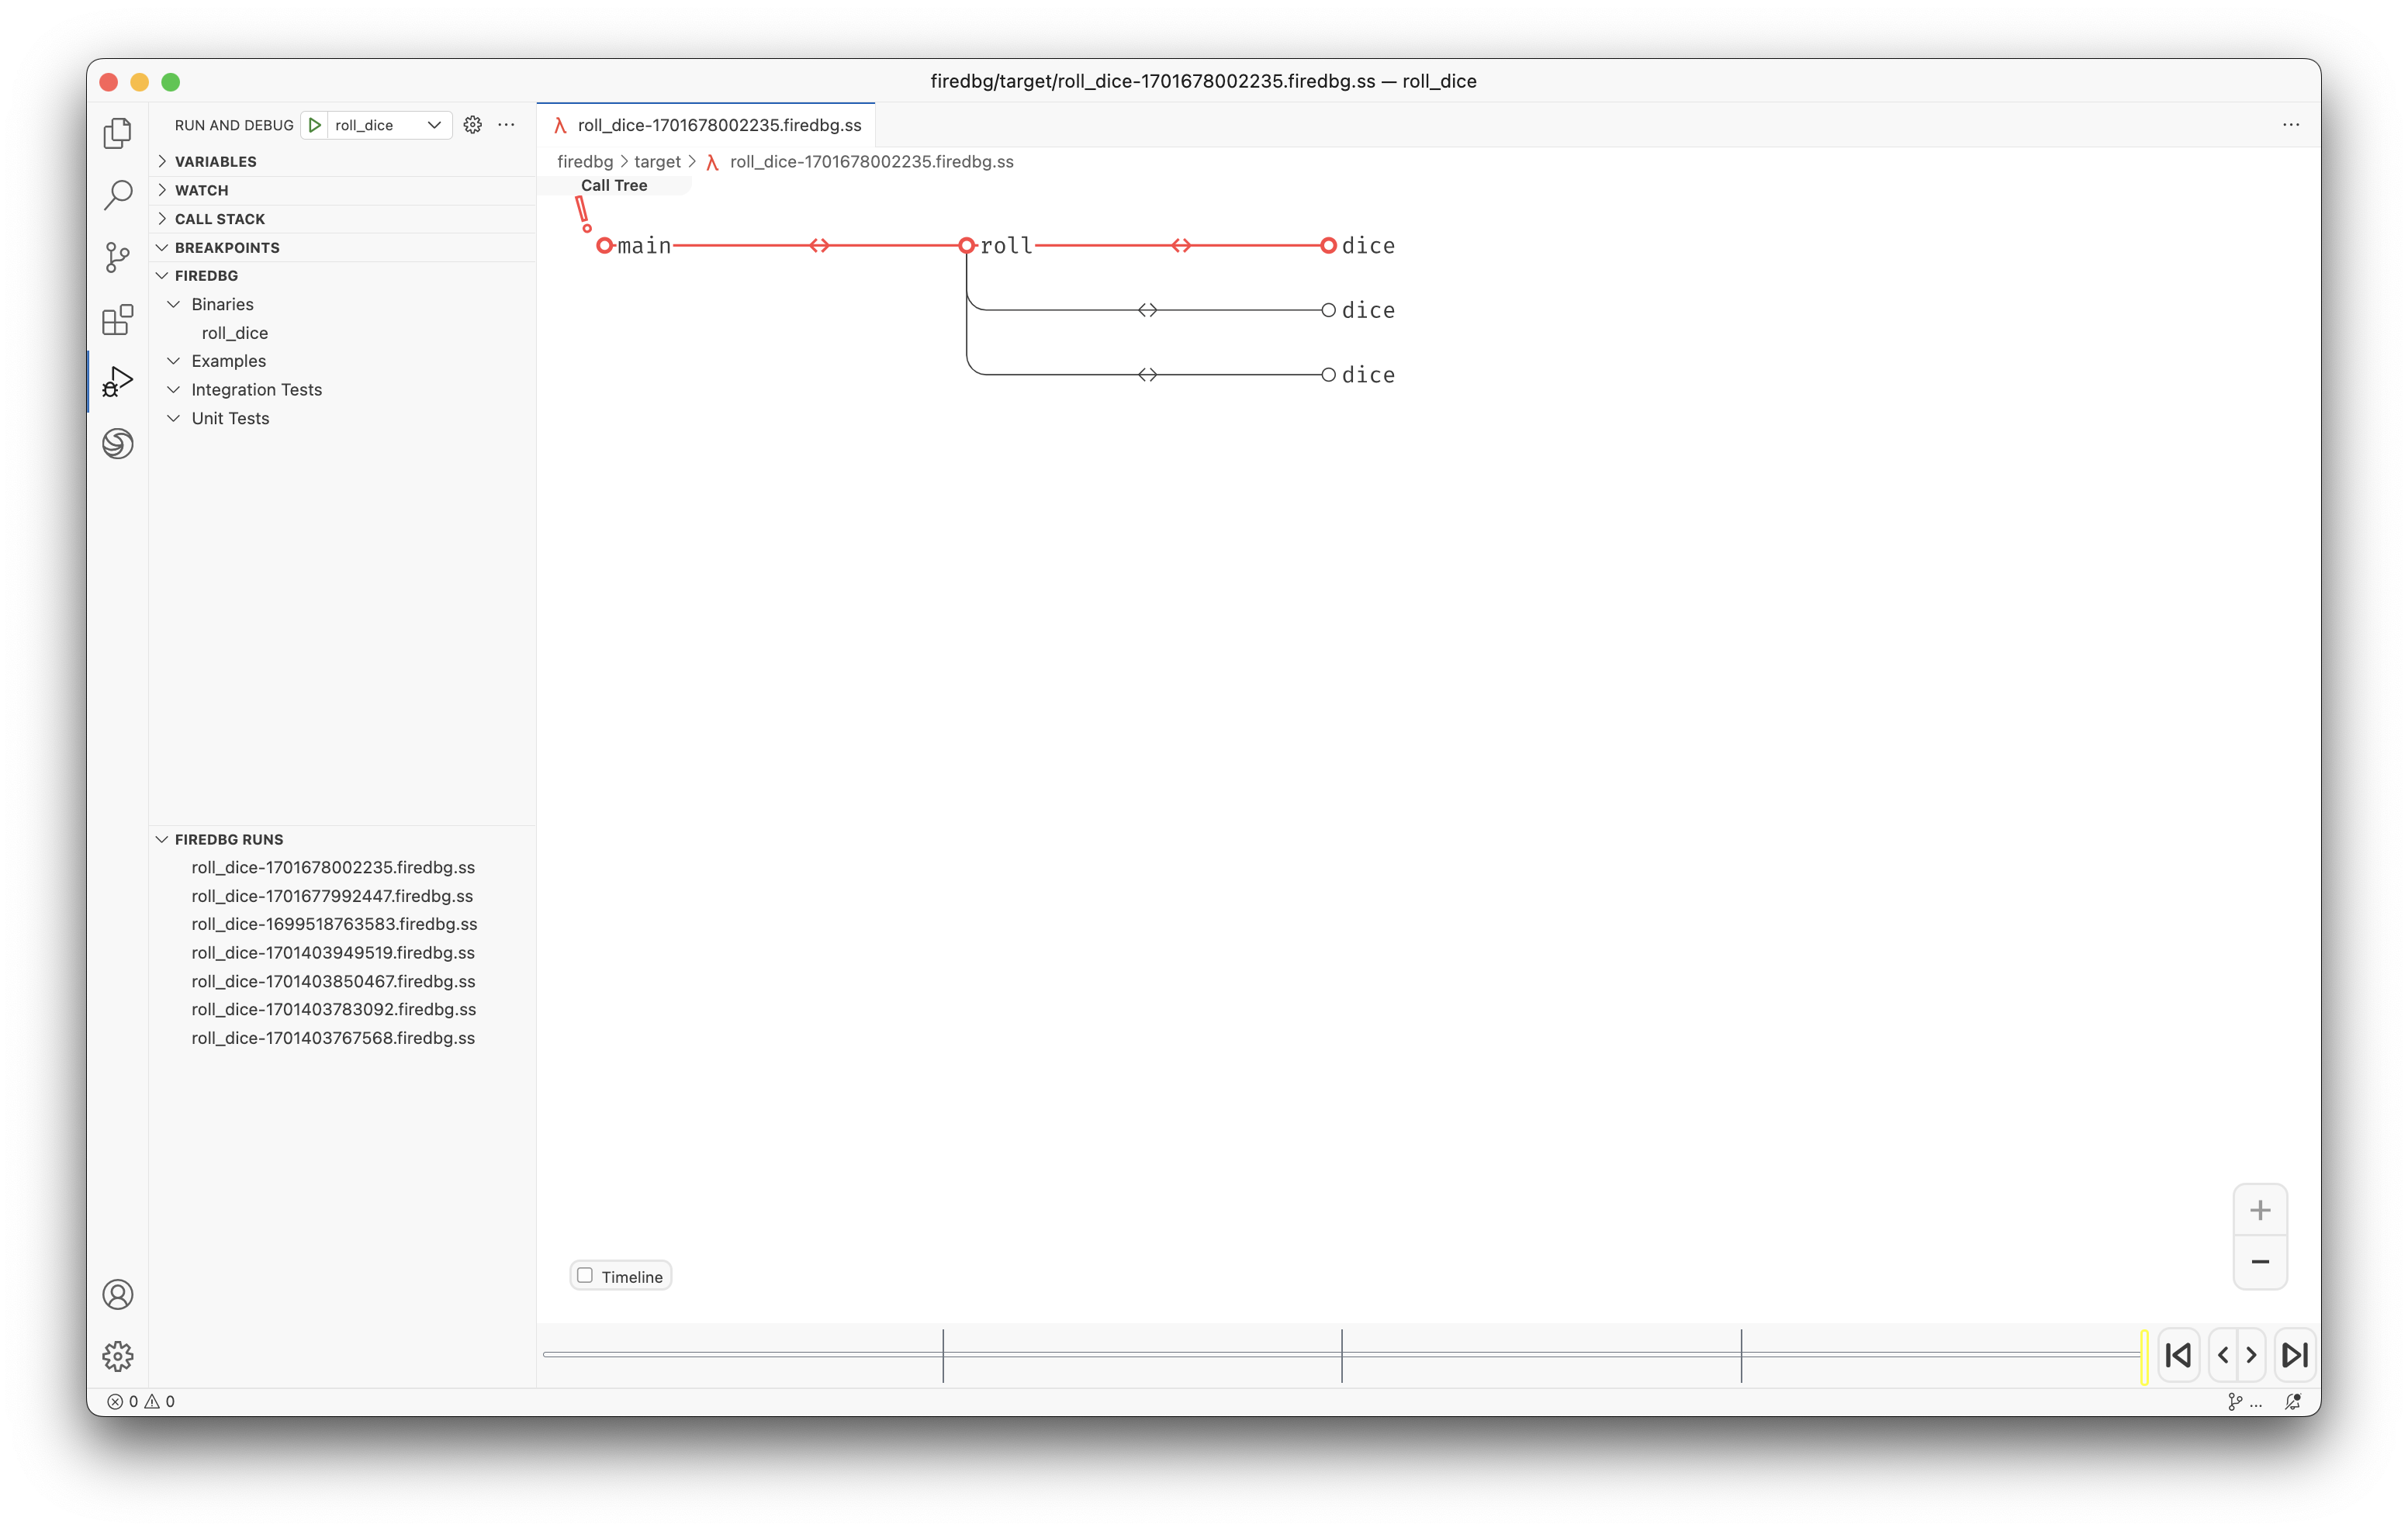 firedbg/target/roll_dice-1701678002235.firedbg.ss — roll_dice
RUN AND DEBUG
roll_dice
VARIABLES
WATCH
CALL STACK
BREAKPOINTS
FIREDBG
Binaries
roll_dice
Examples
Integration Tests
Unit Tests
FIREDBG RUNS
roll_dice-1701678002235.firedbg.ss
roll_dice-1701677992447.firedbg.ss
roll_dice-1699518763583.firedbg.ss
roll_dice-1701403949519.firedbg.ss
roll_dice-1701403850467.firedbg.ss
roll_dice-1701403783092.firedbg.ss
roll_dice-1701403767568.firedbg.ss
λ roll_dice-1701678002235.firedbg.ss
firedbg > target > λ roll_dice-1701678002235.firedbg.ss
Call Tree
main roll dice
dice
dice
Timeline
0 0 ...